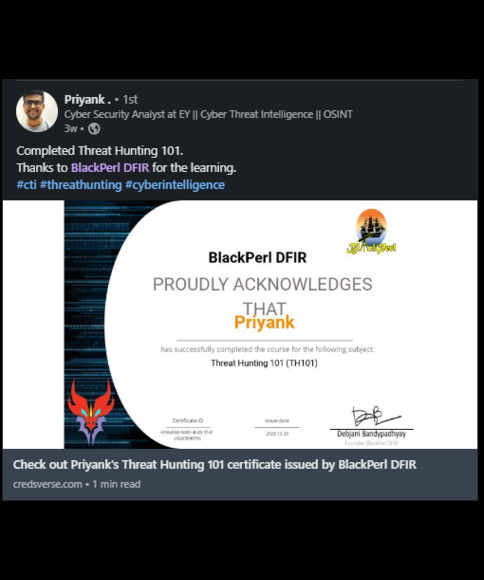 Priyank . • 1st
Cyber Security Analyst at EY || Cyber Threat Intelligence || OSINT
3w •
Completed Threat Hunting 101.
Thanks to BlackPerl DFIR for the learning.
#cti #threathunting #cyberintelligence
BlackPerl
BlackPerl DFIR
PROUDLY ACKNOWLEDGES
THAT
Priyank
has successfully completed the course for the following subject:
Threat Hunting 101 (TH101)
Certificate ID
Issue date
2023-12-29
Debjani Bandypadhyay
Founder, BlackPerl DFIR
Check out Priyank's Threat Hunting 101 certificate issued by BlackPerl DFIR
credsverse.com • 1 min read